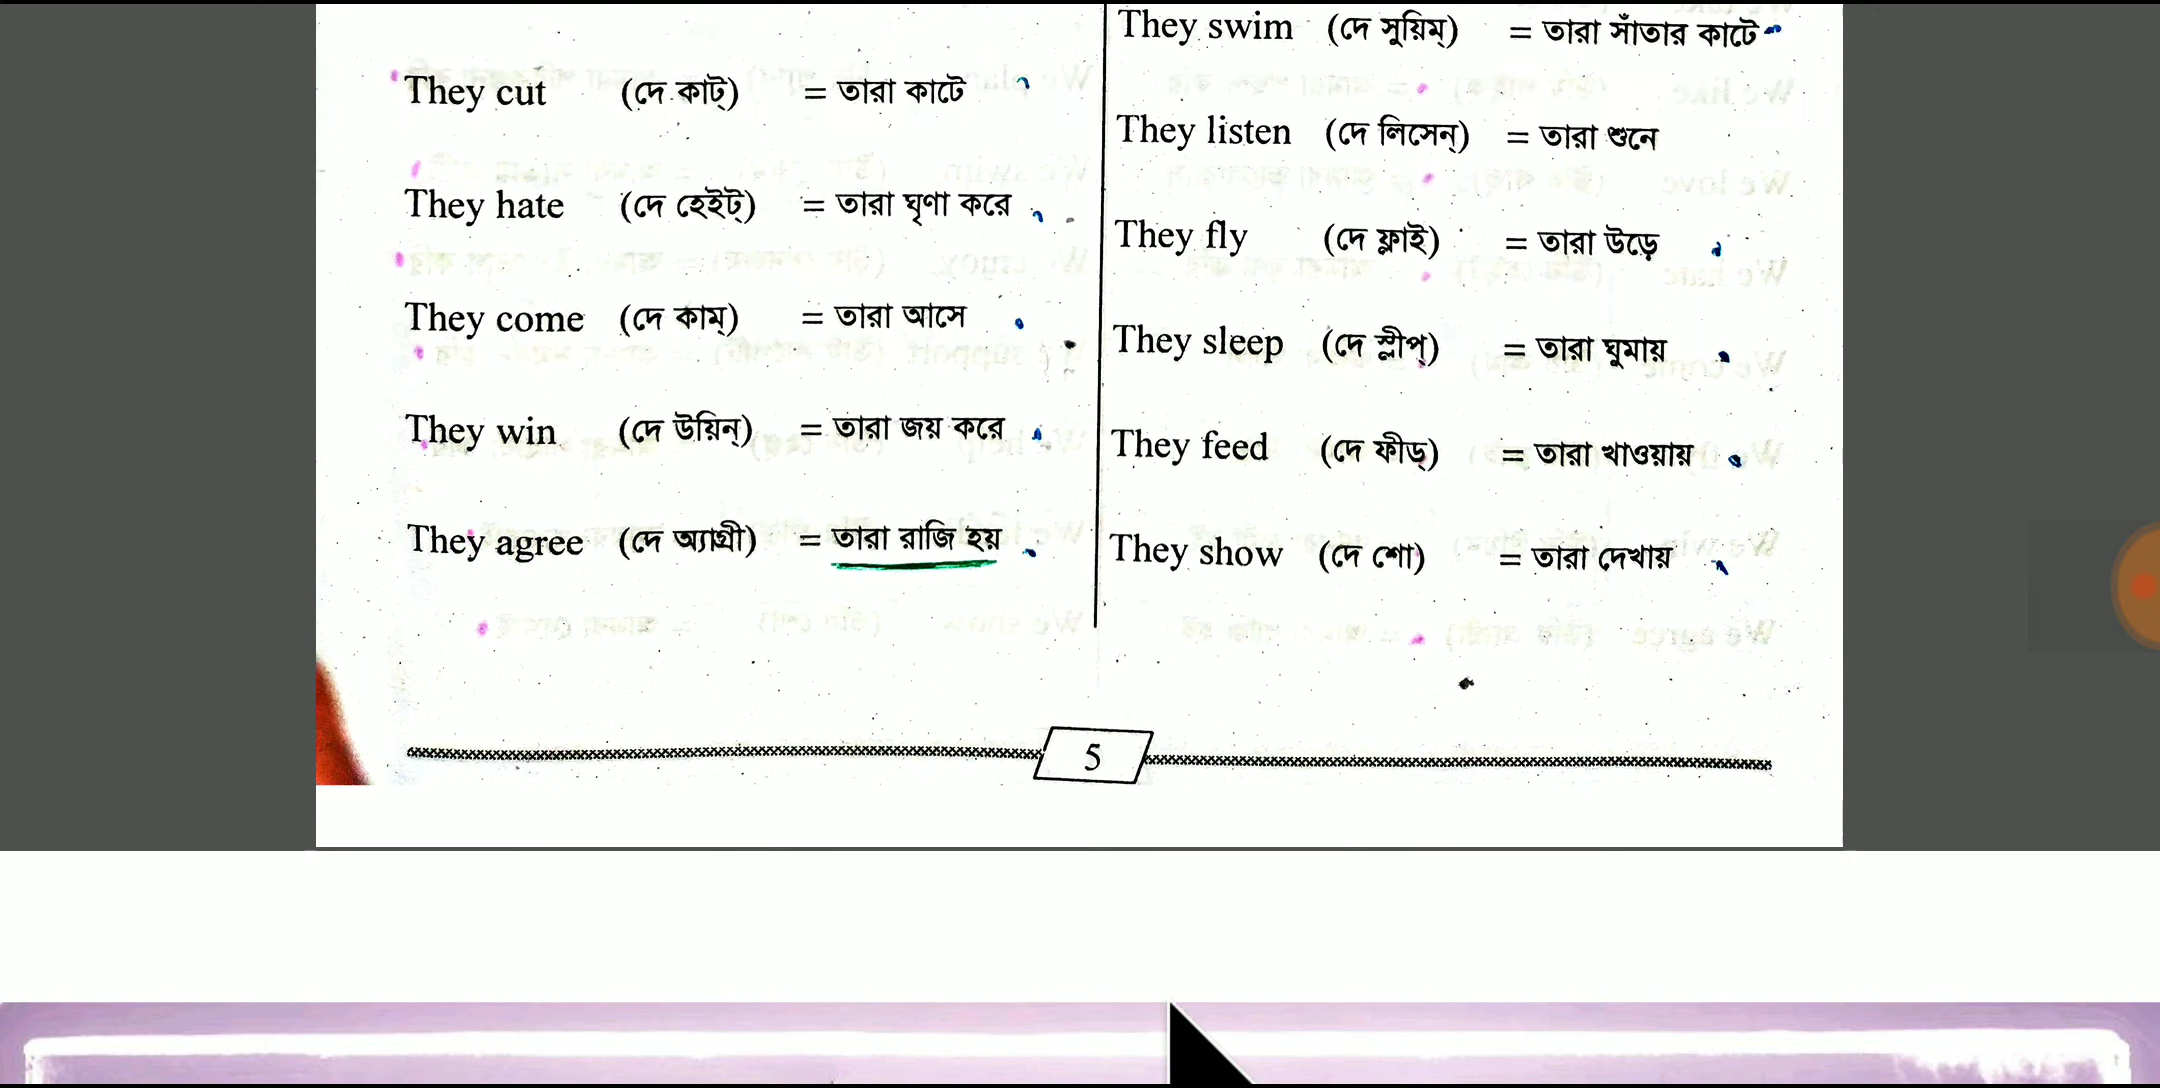 They cut (দে কাট্) = তারা কাটে
They hate (দে হেইট্) = তারা ঘৃণা করে
They come (দে কাম্) = তারা আসে
They win (দে উয়িন্) = তারা জয় করে
They agree (দে অ্যাগ্রী) = তারা রাজি হয়
They swim (দে সুয়িম্) = তারা সাঁতার কাটে
They listen (দে লিসেন্) = তারা শুনে
They fly (দে ফ্লাই) = তারা উড়ে
They sleep (দে স্লীপ্) = তারা ঘুমায়
They feed (দে ফীড্) = তারা খাওয়ায়
They show (দে শো) = তারা দেখায়
5